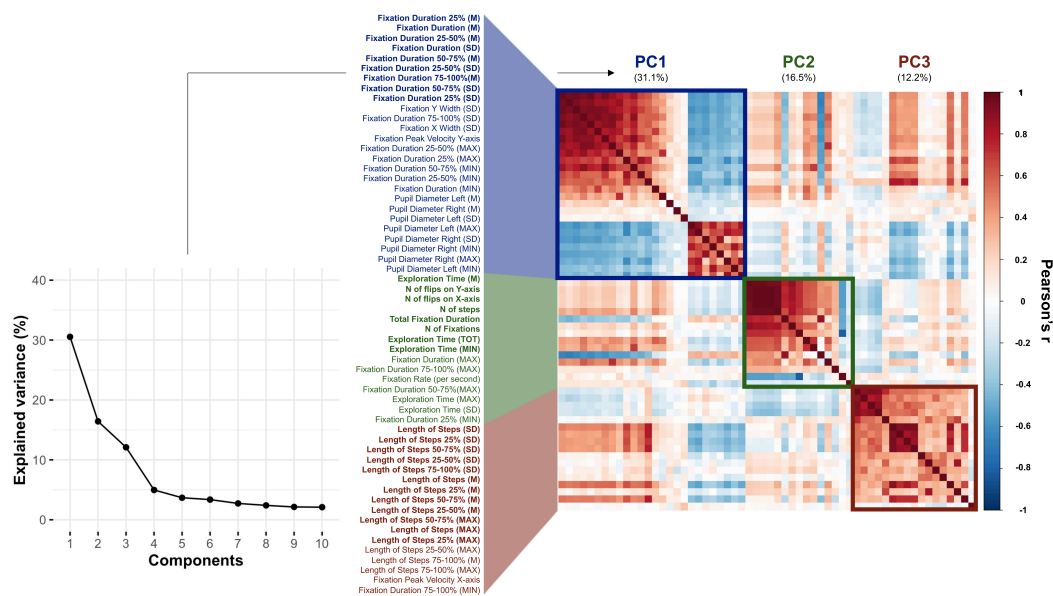 Fixation Duration 25% (M)
Fixation Duration (M)
Fixation Duration 25-50% (M)
Fixation Duration (SD)
Fixation Duration 50-75% (M)
Fixation Duration 25-50% (SD)
Fixation Duration 75-100%(M)
Fixation Duration 50-75% (SD)
Fixation Duration 25% (SD)
Fixation Y Width (SD)
Fixation Duration 75-100% (SD)
Fixation X Width (SD)
Fixation Peak Velocity Y-axis
Fixation Duration 25-50% (MAX)
Fixation Duration 25% (MAX)
Fixation Duration 50-75% (MIN)
Fixation Duration 25-50% (MIN)
Fixation Duration (MIN)
Pupil Diameter Left (M)
Pupil Diameter Right (M)
Pupil Diameter Left (SD)
Pupil Diameter Left (MAX)
Pupil Diameter Right (SD)
Pupil Diameter Right (MIN)
Pupil Diameter Right (MAX)
Pupil Diameter Left (MIN)
Exploration Time (M)
N of flips on Y-axis
N of flips on X-axis
N of steps
Total Fixation Duration
N of Fixations
Exploration Time (TOT)
Exploration Time (MIN)
Fixation Duration (MAX)
Fixation Duration 75-100% (MAX)
Fixation Rate (per second)
Fixation Duration 50-75%(MAX)
Exploration Time (MAX)
Exploration Time (SD)
Fixation Duration 25% (MIN)
Length of Steps (SD)
Length of Steps 25% (SD)
Length of Steps 50-75% (SD)
Length of Steps 25-50% (SD)
Length of Steps 75-100% (SD)
Length of Steps (M)
Length of Steps 25% (M)
Length of Steps 50-75% (M)
Length of Steps 25-50% (M)
Length of Steps 50-75% (MAX)
Length of Steps (MAX)
Length of Steps 25% (MAX)
Length of Steps 25-50% (MAX)
Length of Steps 75-100% (M)
Length of Steps 75-100% (MAX)
Fixation Peak Velocity X-axis
Fixation Duration 75-100% (MIN)
PC1
(31.1%)
PC2
(16.5%)
PC3
(12.2%)
1
0.8
0.6
0.4
0.2
0
-0.2
-0.4
-0.6
-0.8
-1
Pearson's r
Explained variance (%)
40
30
20
10
0
1 2 3 4 5 6 7 8 9 10
Components